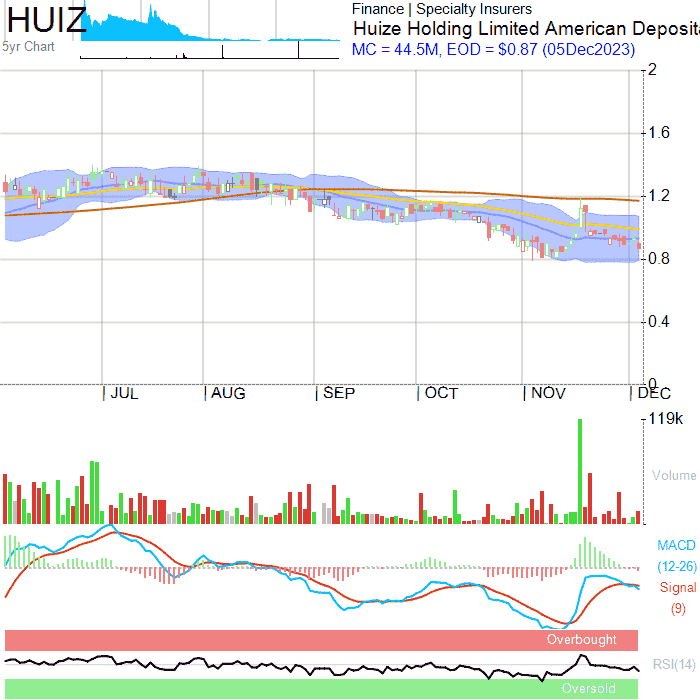 HUIZ
5yr Chart
Finance | Specialty Insurers
Huize Holding Limited American Deposit
MC = 44.5M, EOD = $0.87 (05Dec2023)
2
1.6
1.2
0.8
0.4
0
| JUL | AUG | SEP | OCT | NOV | DEC
119k
Volume
MACD
(12-26)
Signal
(9)
Overbought
RSI(14)
Oversold